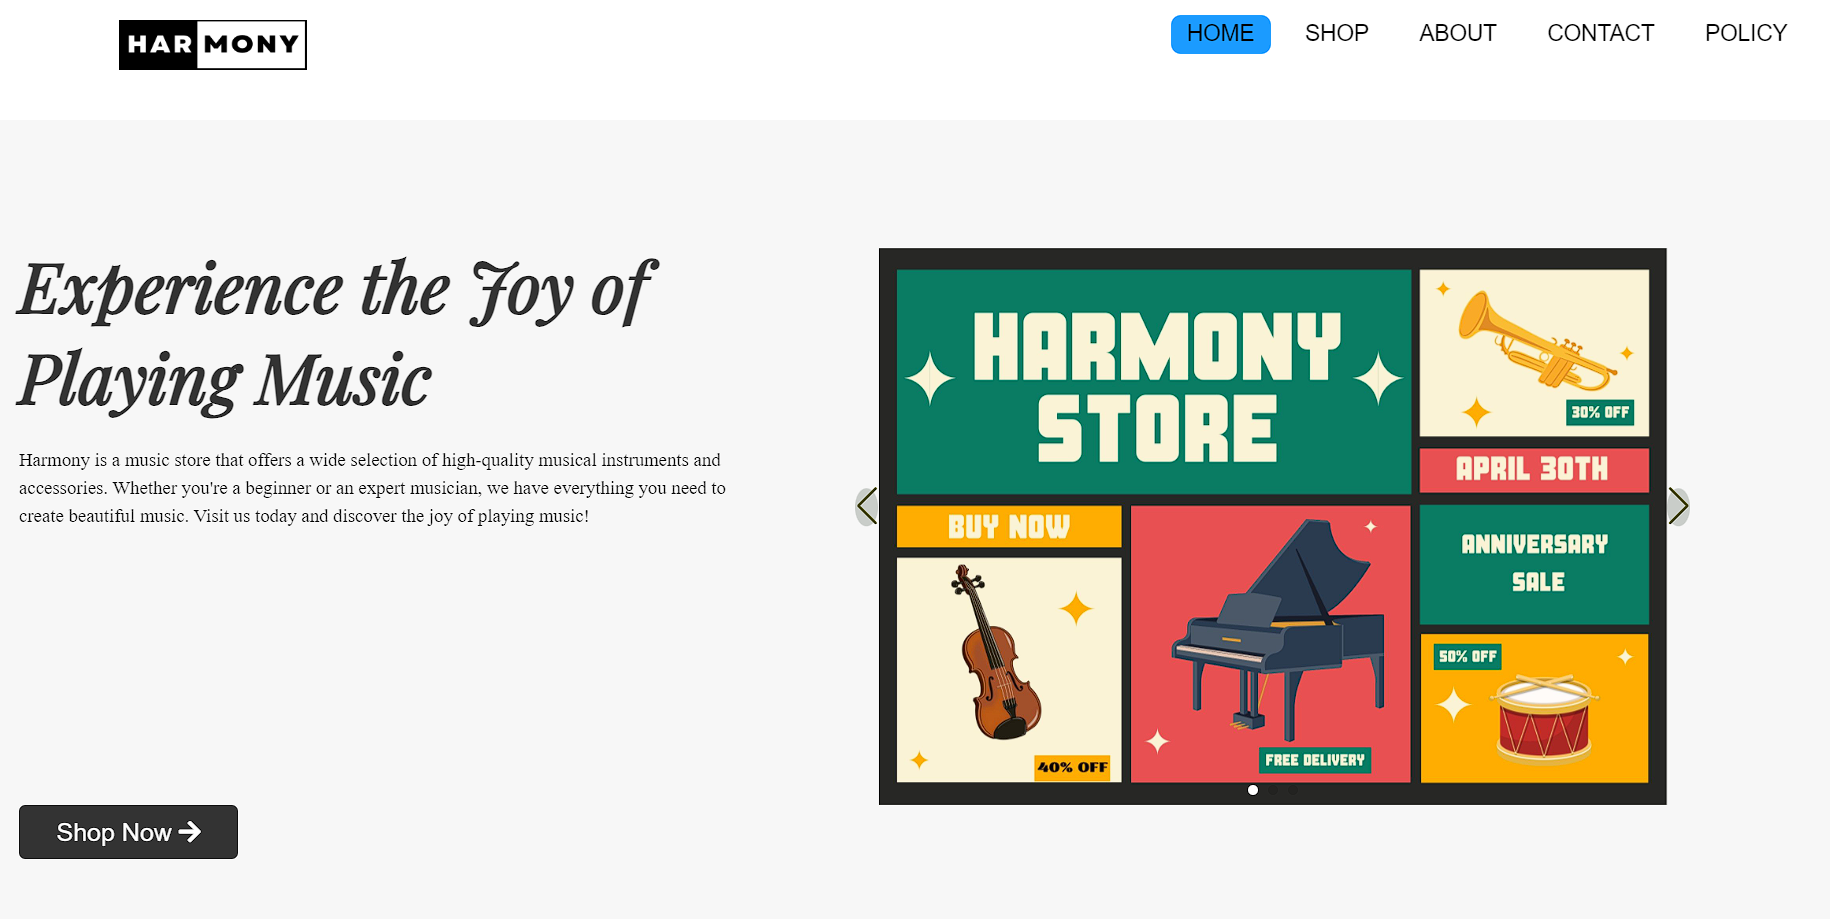 HARMONY
HOME
SHOP
ABOUT
CONTACT
POLICY
Experience the Joy of
Playing Music
Harmony is a music store that offers a wide selection of high-quality musical instruments and
accessories. Whether you're a beginner or an expert musician, we have everything you need to
create beautiful music. Visit us today and discover the joy of playing music!
Shop Now
HARMONY
STORE
30% OFF
APRIL 30TH
BUY NOW
ANNIVERSARY
SALE
50% OFF
FREE DELIVERY
40% OFF